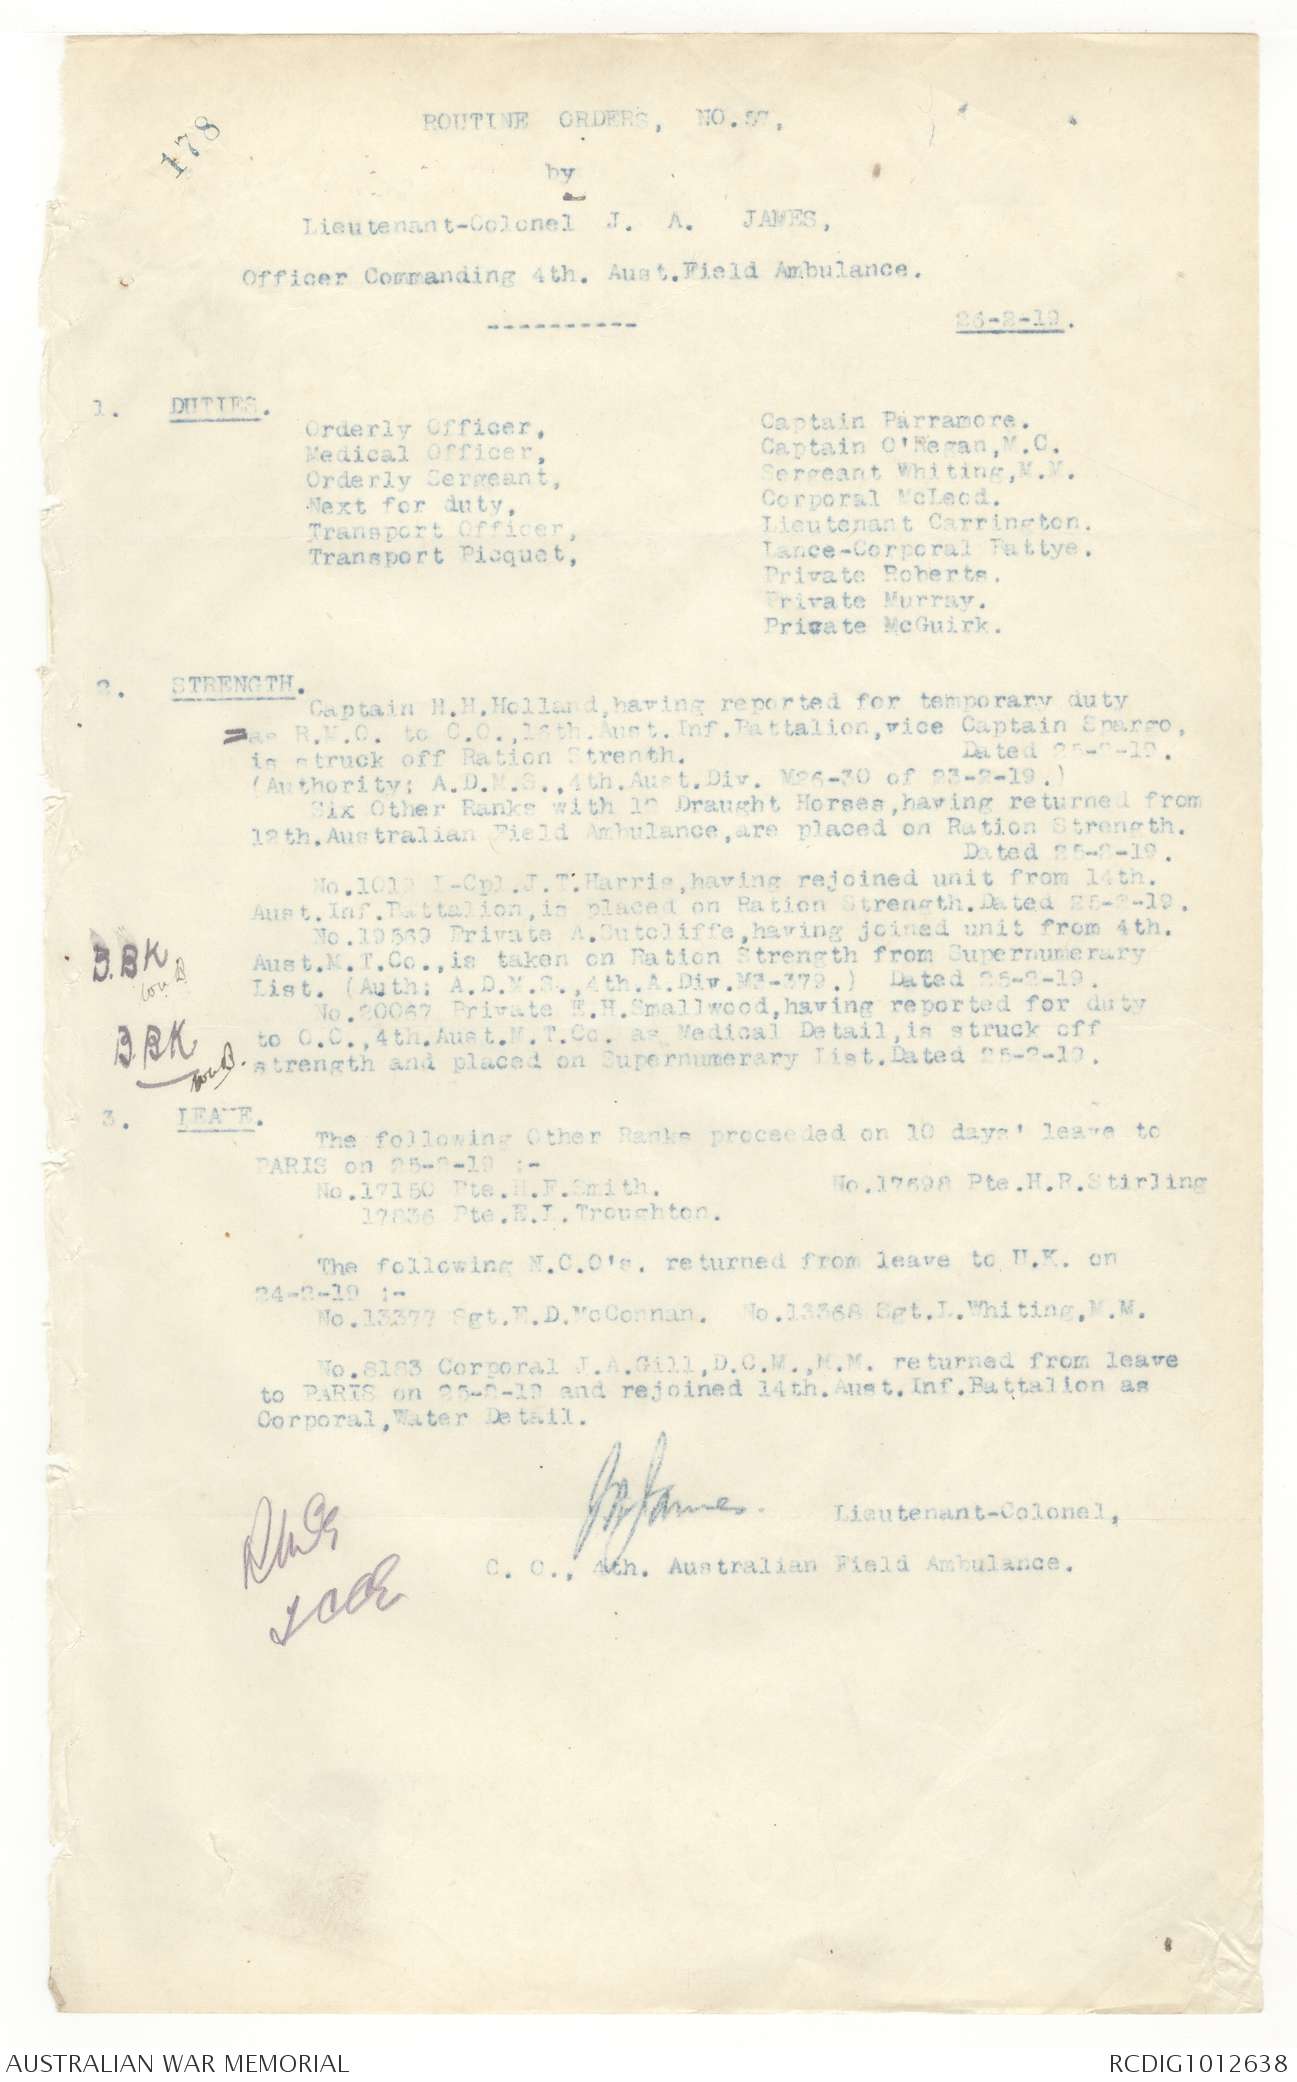 178
ROUTINE ORDERS, NO.57,
by
Lieutenant-Colonel J. A. JAMES,
Officer Commanding 4th. Aust.Field Ambulance.
----------
26-2-19.
1. DUTIES.
Orderly Officer, Captain Parramore.
Medical Officer, Captain O'Regan,M.C.
Orderly Sergeant, Sergeant Whiting,M.M.
Next for duty, Corporal McLeod.
Transport Officer, Lieutenant Carrington.
Transport Picquet, Lance-Corporal Pattye.
Private Roberts.
Private Murray.
Private McGuirk.
2. STRENGTH.
Captain H.H.Holland,having reported for temporary duty
as R.M.O. to C.O.,16th.Aust.Inf.Battalion,vice Captain Spargo,
is struck off Ration Strenth. Dated 25-2-19.
(Authority; A.D.M.S.,4th.Aust.Div. M26-30 of 23-2-19.)
Six Other Ranks with 12 Draught Horses,having returned from
12th.Australian Field Ambulance,are placed on Ration Strength.
Dated 25-2-19.
No.1019 L-Cpl.J.T.Harris,having rejoined unit from 14th.
Aust.Inf.Battalion,is placed on Ration Strength.Dated 25-2-19.
No.19569 Private A.Sutcliffe,having joined unit from 4th.
Aust.M.T.Co.,is taken on Ration Strength from Supernumerary
List. (Auth; A.D.M.S.,4th.A.Div.M3-379.) Dated 25-2-19.
No.20067 Private E.H.Smallwood,having reported for duty
to O.C.,4th.Aust.M.T.Co. as Medical Detail,is struck off
strength and placed on Supernumerary List.Dated 25-2-19.
B.BK
B.BK
3. LEAVE.
The following Other Ranks proceeded on 10 days' leave to
PARIS on 25-2-19 :-
No.17150 Pte.H.F.Smith. No.17698 Pte.H.R.Stirling
17836 Pte.E.L.Troughton.
The following N.C.O's. returned from leave to U.K. on
24-2-19 :-
No.13377 Sgt.E.D.McConnan. No.13368 Sgt.L.Whiting,M.M.
No.8183 Corporal J.A.Gill,D.C.M.,M.M. returned from leave
to PARIS on 25-2-19 and rejoined 14th.Aust.Inf.Battalion as
Corporal,Water Detail.
JAJames. Lieutenant-Colonel,
C. O., 4th. Australian Field Ambulance.
AUSTRALIAN WAR MEMORIAL RCDIG1012638